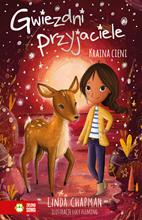 Gwiezdni
przyjaciele
KRAINA CIENI
LINDA CHAPMAN
ILUSTRACJE LUCY FLEMING